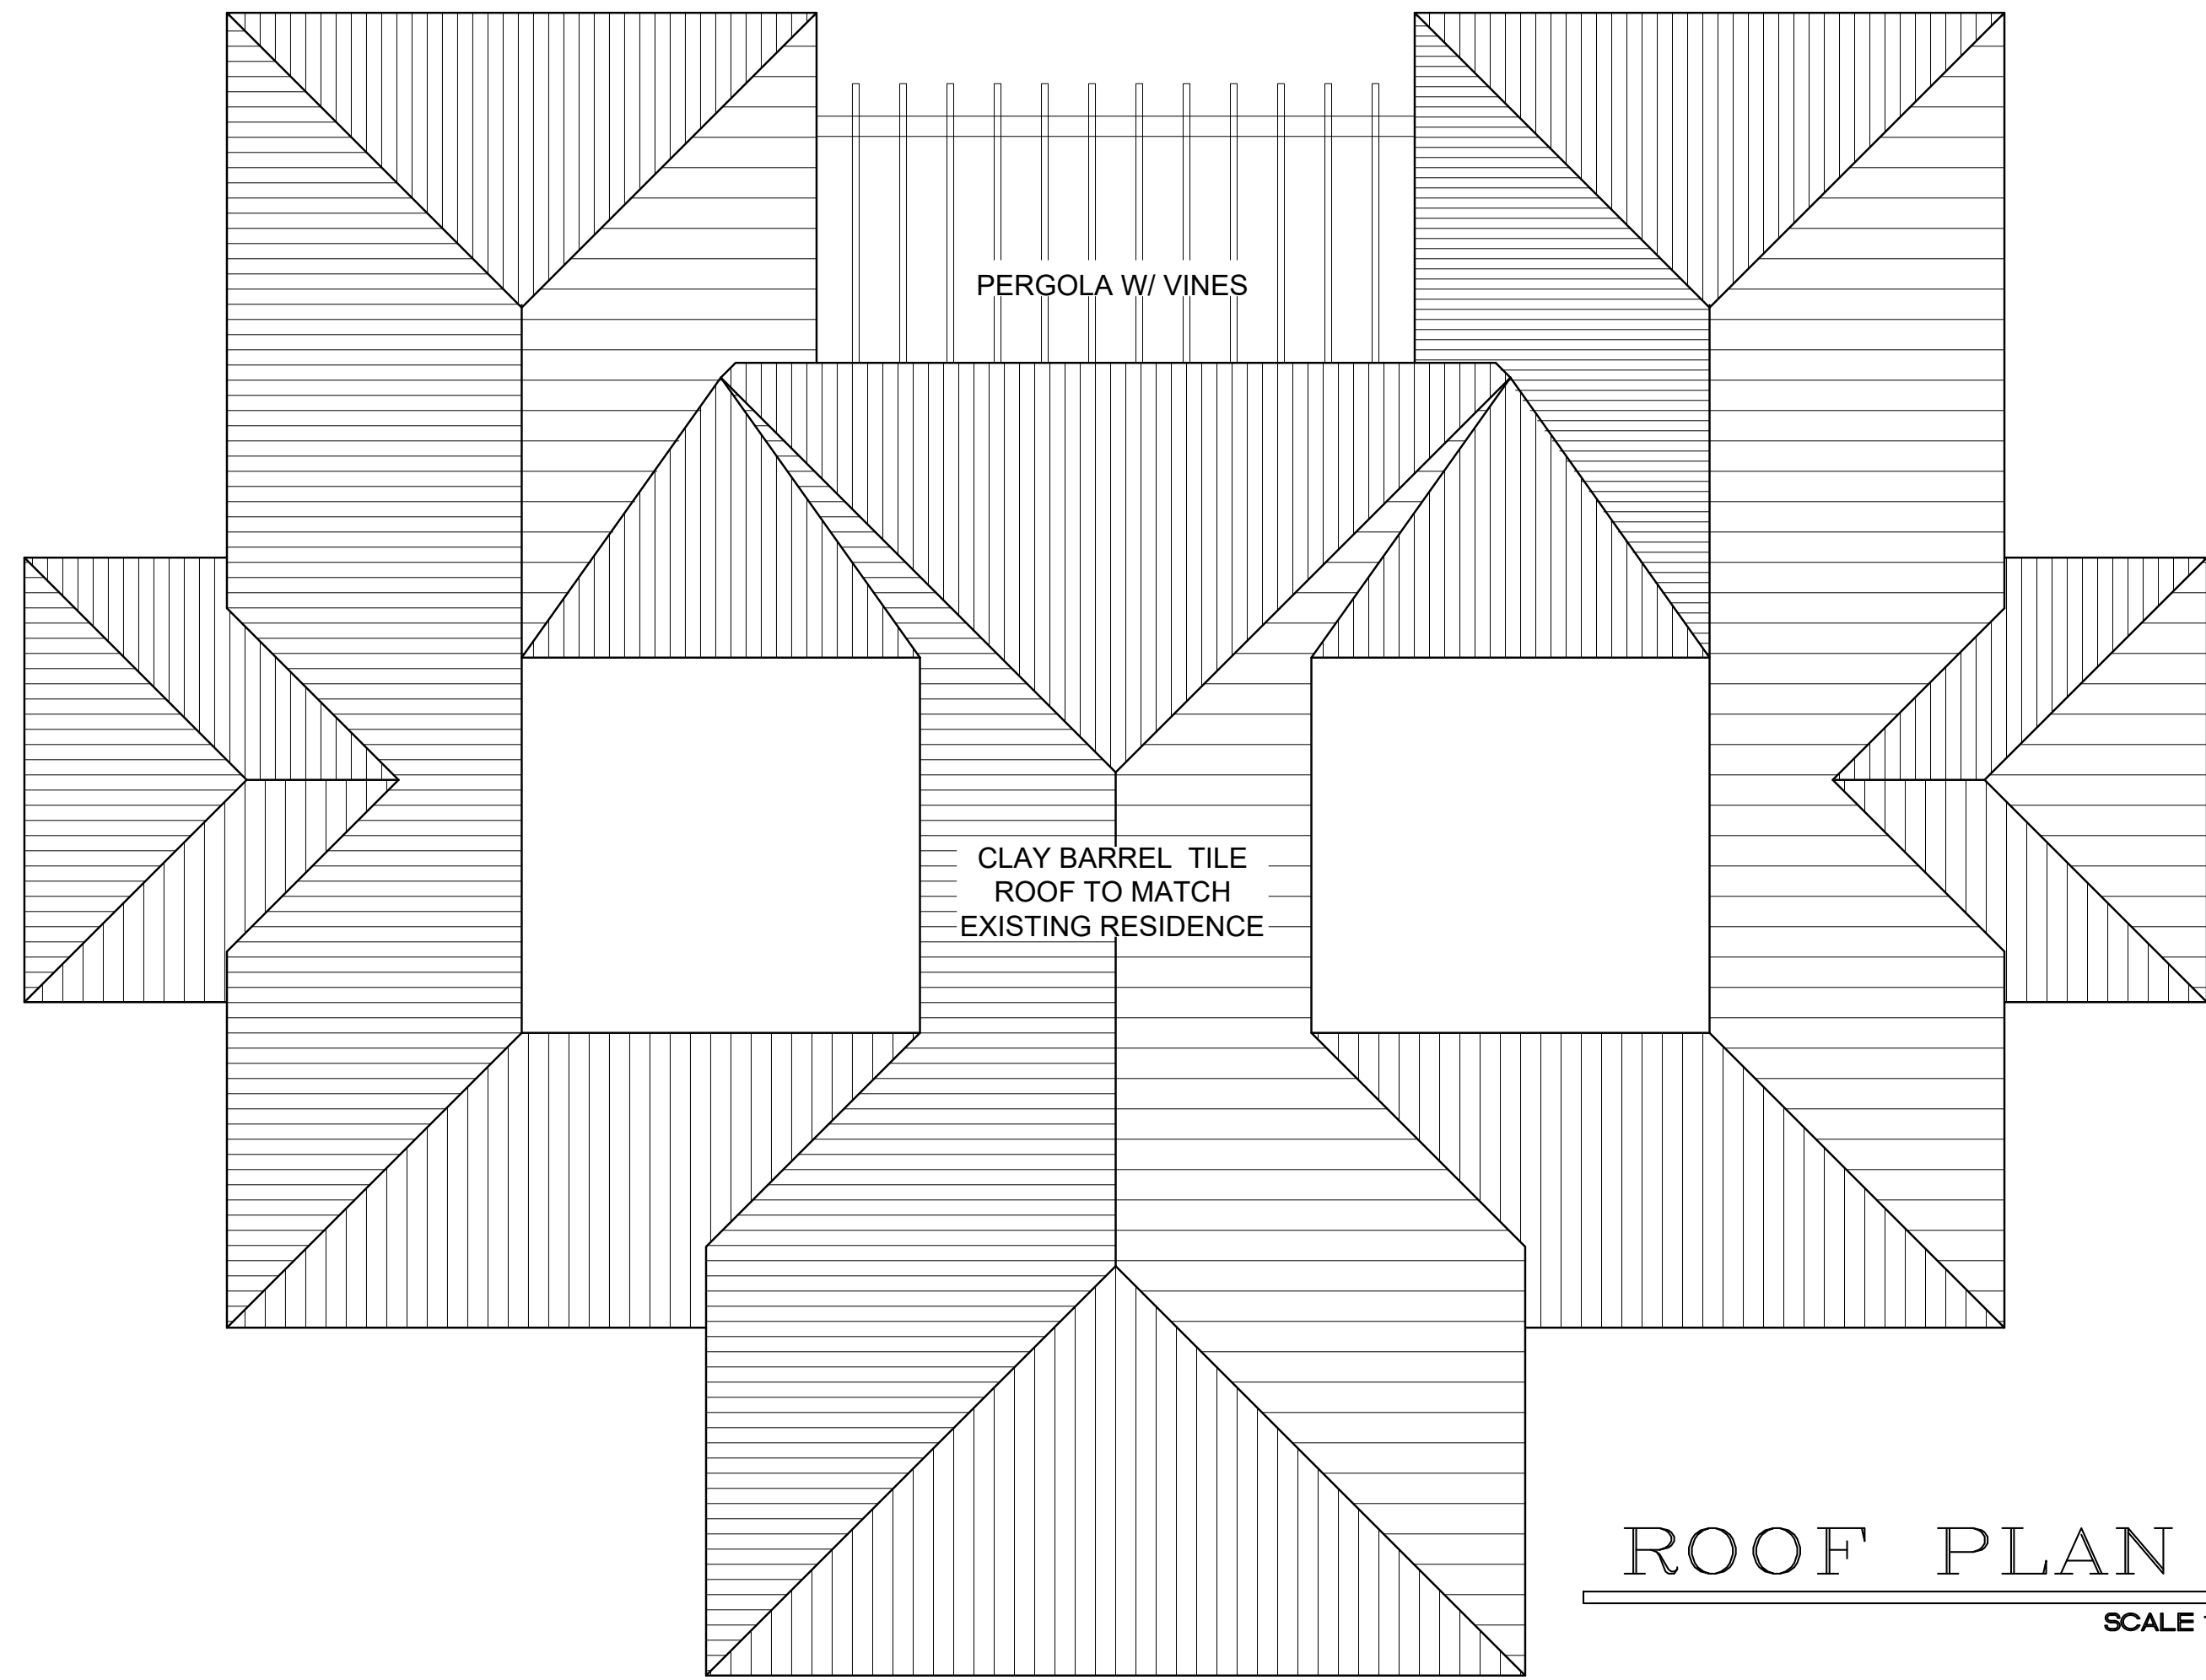 PERGOLA W/ VINES
CLAY BARREL TILE
ROOF TO MATCH
EXISTING RESIDENCE
ROOF PLAN
SCALE